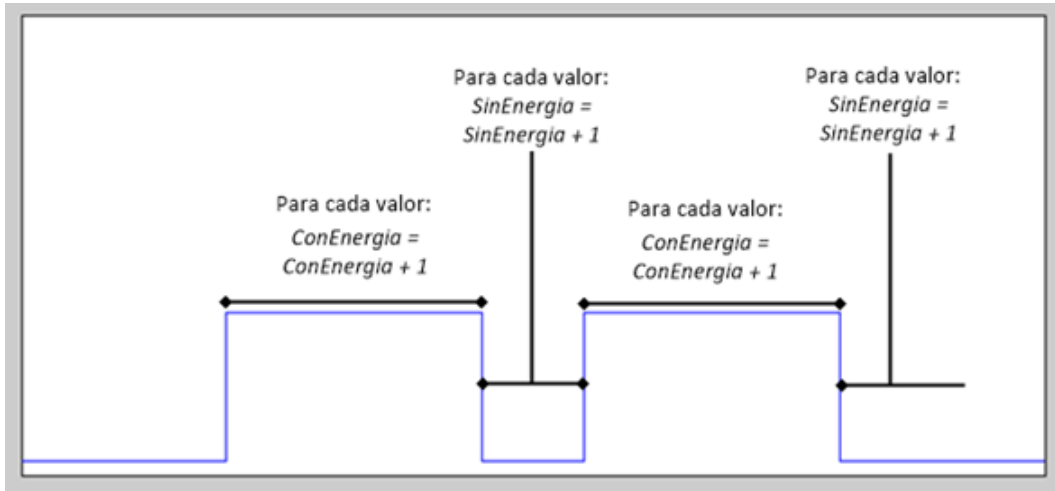 Para cada valor:
SinEnergia =
SinEnergia + 1
Para cada valor:
SinEnergia =
SinEnergia + 1
Para cada valor:
ConEnergia =
ConEnergia + 1
Para cada valor:
ConEnergia =
ConEnergia + 1